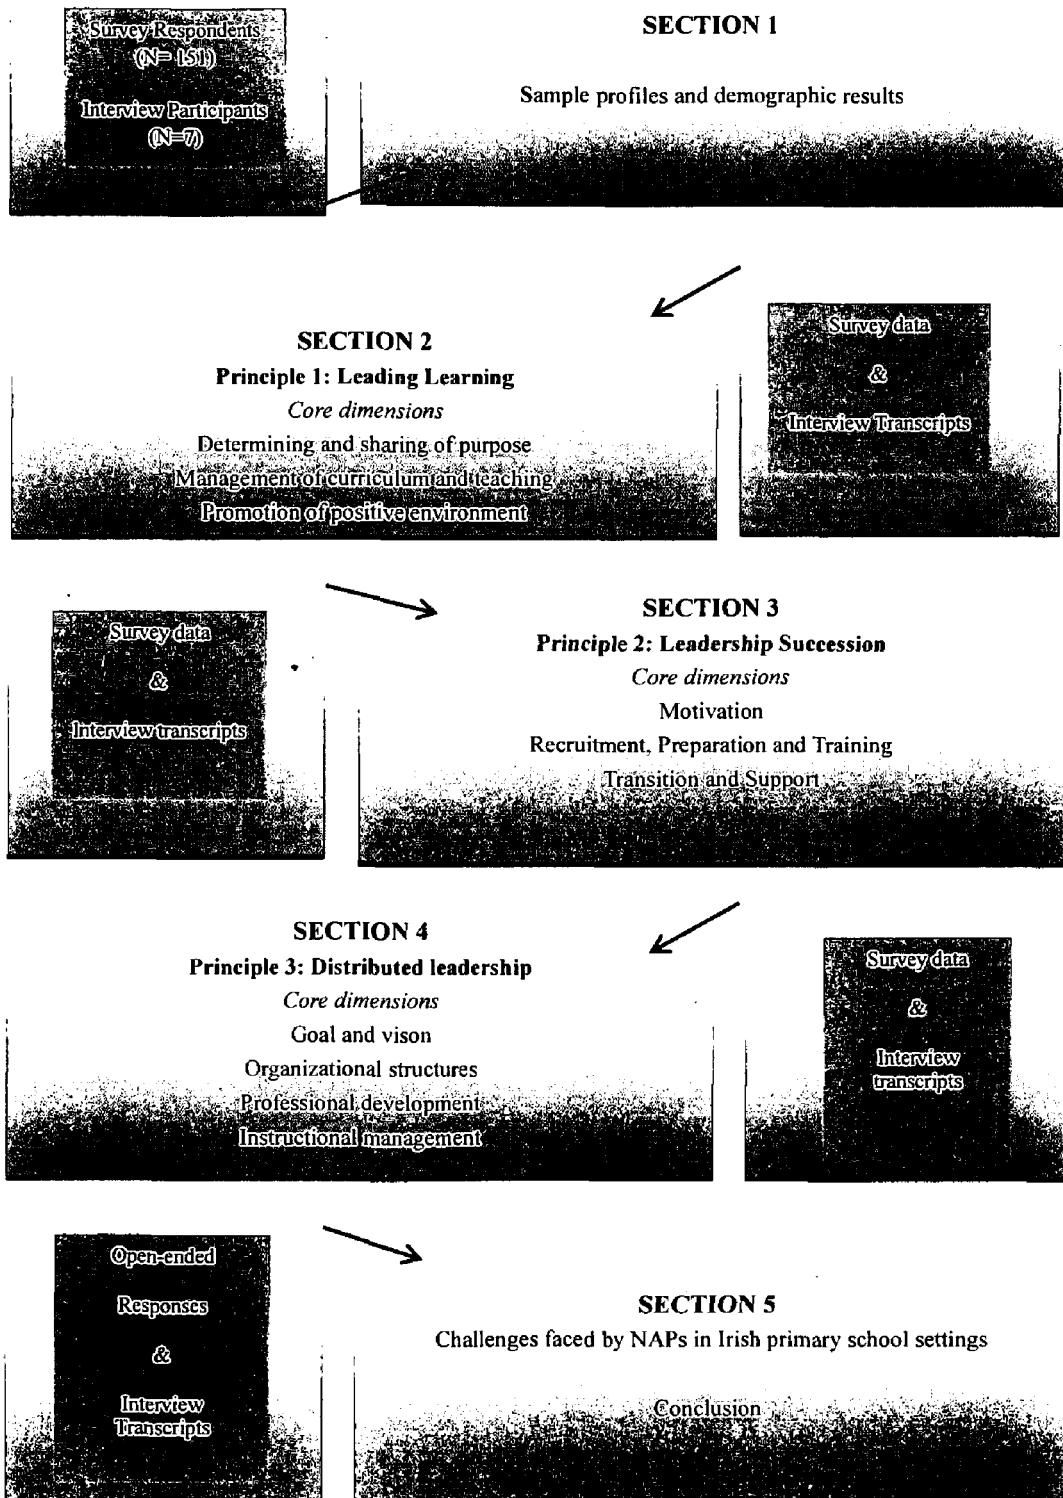 Survey Respondents
(N= 151)
Interview Participants
(N=7)
SECTION 1
Sample profiles and demographic results
SECTION 2
Principle 1: Leading Learning
Core dimensions
Determining and sharing of purpose
Management of curriculum and teaching
Promotion of positive environment
Survey data
&
Interview Transcripts
Survey data
&
Interview transcripts
SECTION 3
Principle 2: Leadership Succession
Core dimensions
Motivation
Recruitment, Preparation and Training
Transition and Support
SECTION 4
Principle 3: Distributed leadership
Core dimensions
Goal and vison
Organizational structures
Professional development
Instructional management
Survey data
&
Interview
transcripts
Open-ended
Responses
&
Interview
Transcripts
SECTION 5
Challenges faced by NAPs in Irish primary school settings
Conclusion